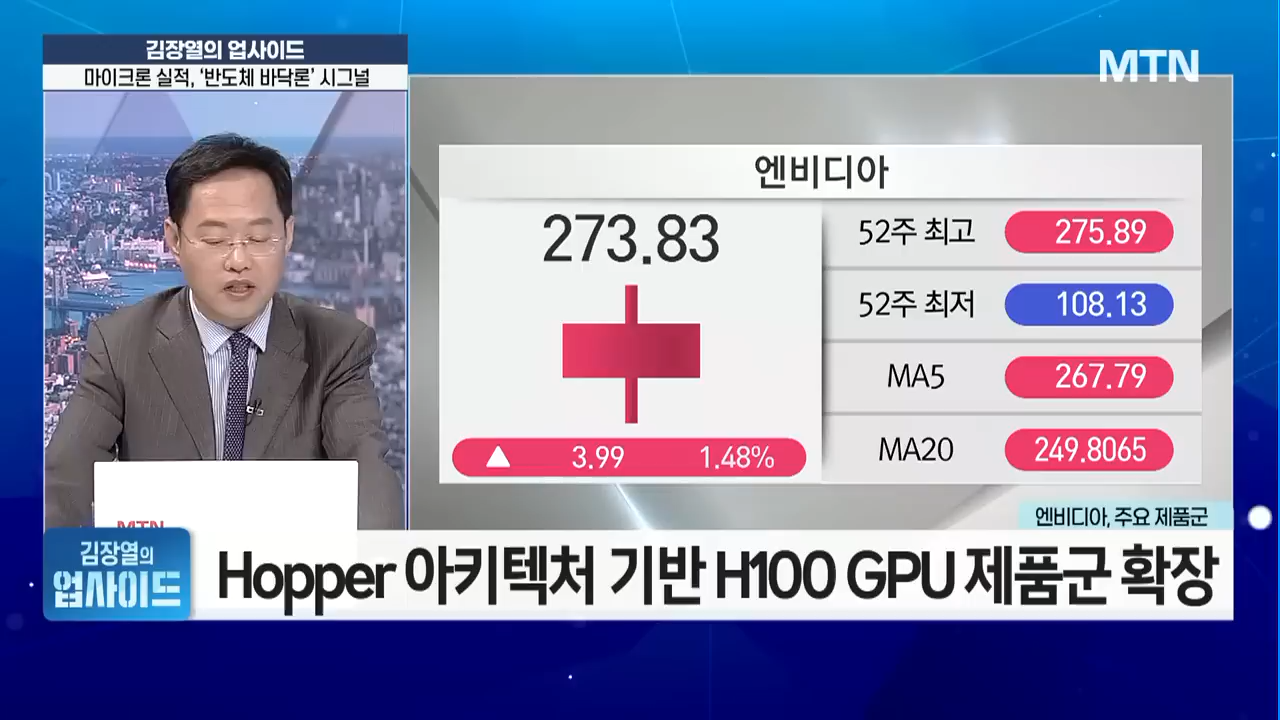 김장열의 업사이드
마이크론 실적, ‘반도체 바닥론’ 시그널
MTN
엔비디아
273.83
▲ 3.99 1.48%
52주 최고 275.89
52주 최저 108.13
MA5 267.79
MA20 249.8065
MTN
엔비디아, 주요 제품군
김장열의
업사이드
Hopper 아키텍처 기반 H100 GPU 제품군 확장